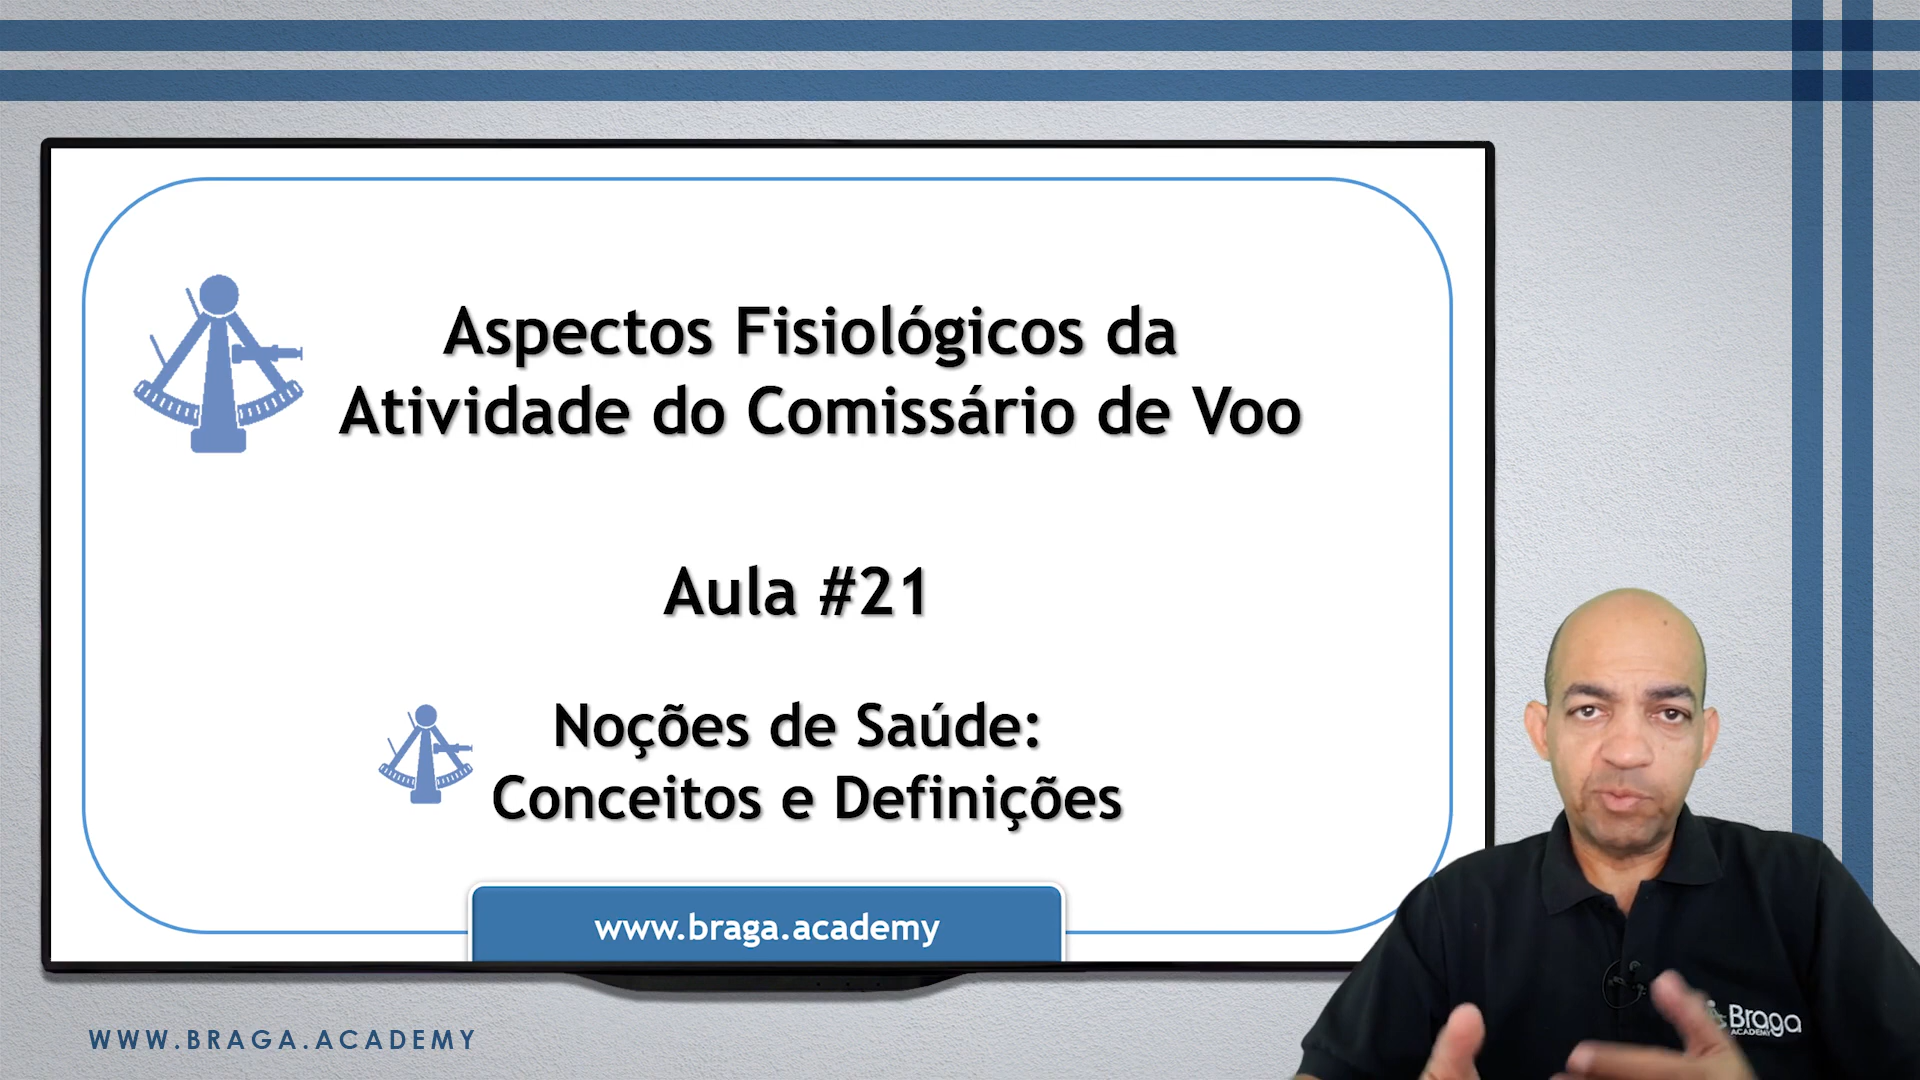 Aspectos Fisiológicos da
Atividade do Comissário de Voo
Aula #21
Noções de Saúde:
Conceitos e Definições
www.braga.academy
WWW.BRAGA.ACADEMY
Braga
ACADEMY